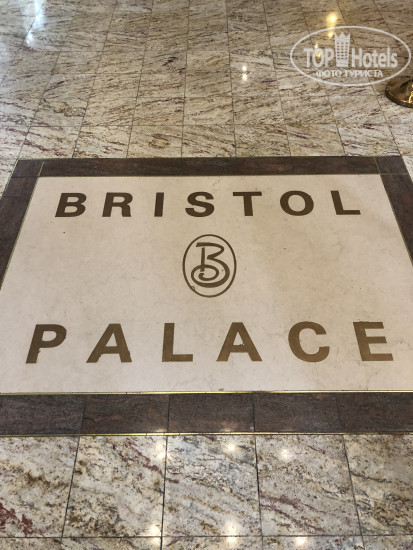 TOP Hotels
ФОТО ТУРИСТА
BRISTOL
B
PALACE